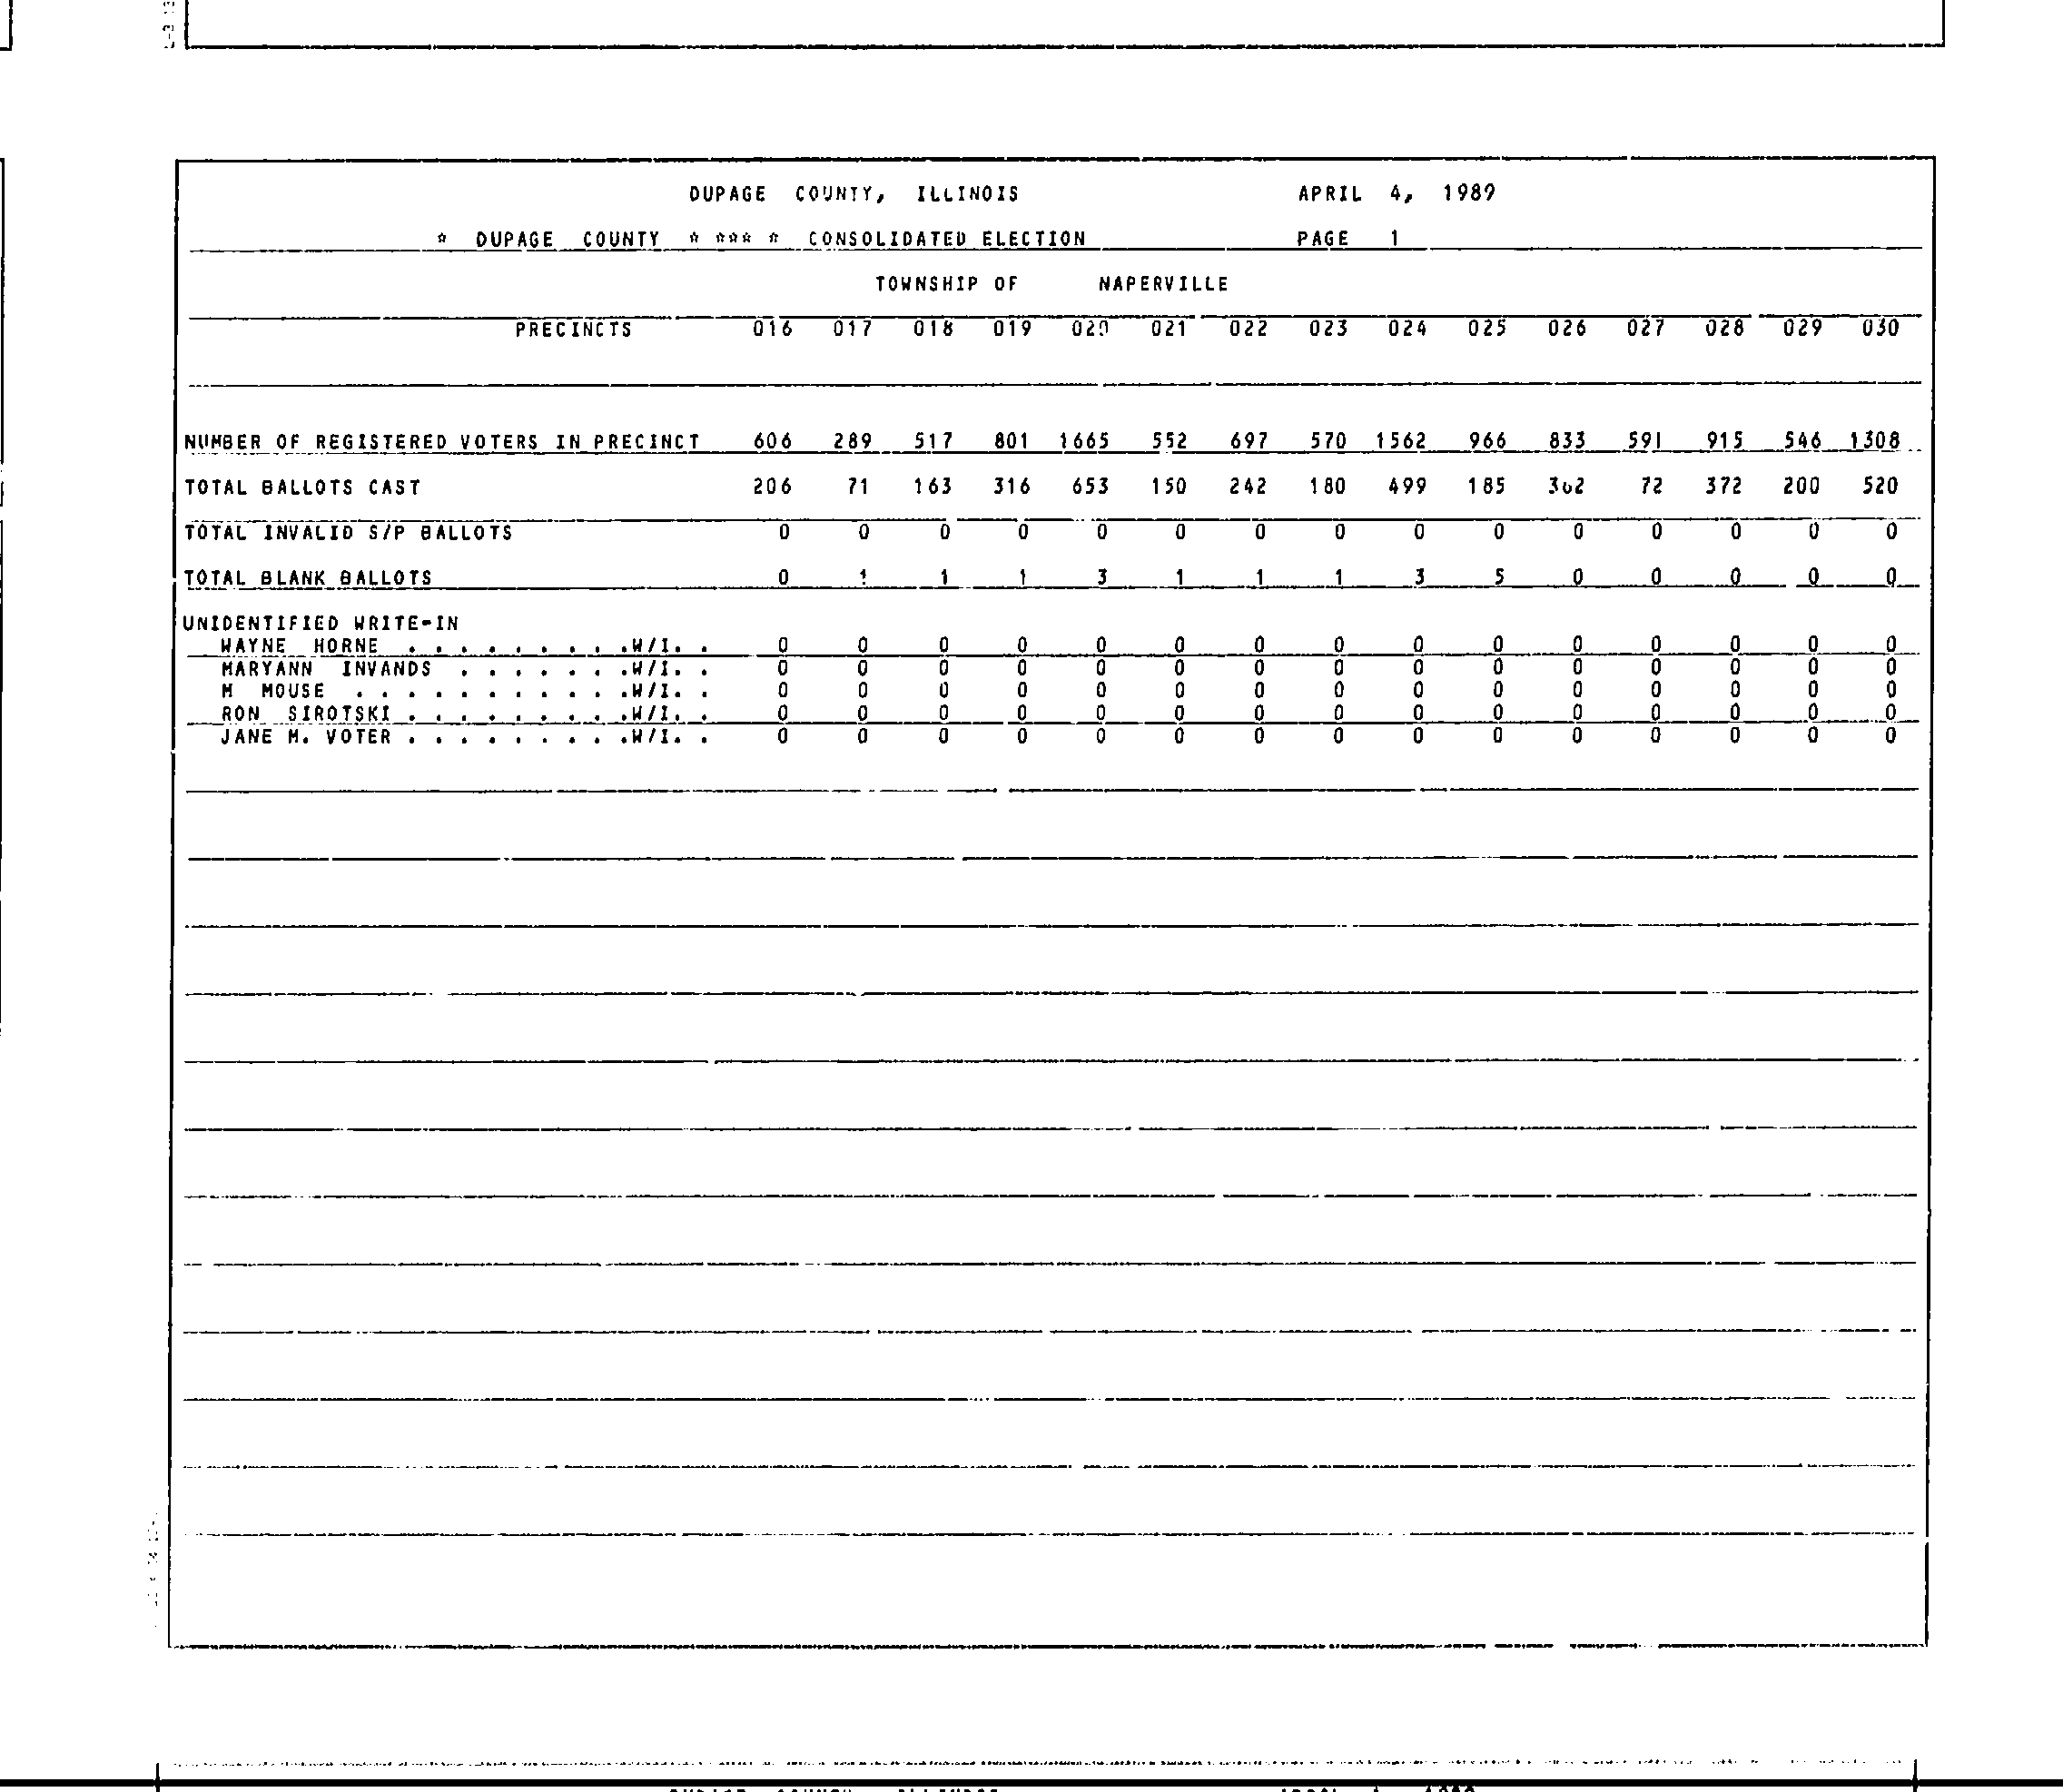 DUPAGE COUNTY, ILLINOIS APRIL 4, 1989
* DUPAGE COUNTY * *** * CONSOLIDATED ELECTION PAGE 1
TOWNSHIP OF NAPERVILLE
PRECINCTS 016 017 018 019 020 021 022 023 024 025 026 027 028 029 030
NUMBER OF REGISTERED VOTERS IN PRECINCT 606 289 517 801 1665 552 697 570 1562 966 833 591 915 546 1308
TOTAL BALLOTS CAST 206 71 163 316 653 150 242 180 499 185 362 72 372 200 520
TOTAL INVALID S/P BALLOTS 0 0 0 0 0 0 0 0 0 0 0 0 0 0 0
TOTAL BLANK BALLOTS 0 1 1 1 3 1 1 1 3 5 0 0 0 0 0
UNIDENTIFIED WRITE-IN
WAYNE HORNE . . . . . . . . .W/I. . 0 0 0 0 0 0 0 0 0 0 0 0 0 0 0
MARYANN INVANDS . . . . . . .W/I. . 0 0 0 0 0 0 0 0 0 0 0 0 0 0 0
M MOUSE . . . . . . . . . . .W/I. . 0 0 0 0 0 0 0 0 0 0 0 0 0 0 0
RON SIROTSKI . . . . . . . . .W/I. . 0 0 0 0 0 0 0 0 0 0 0 0 0 0 0
JANE M. VOTER . . . . . . . . .W/I. . 0 0 0 0 0 0 0 0 0 0 0 0 0 0 0